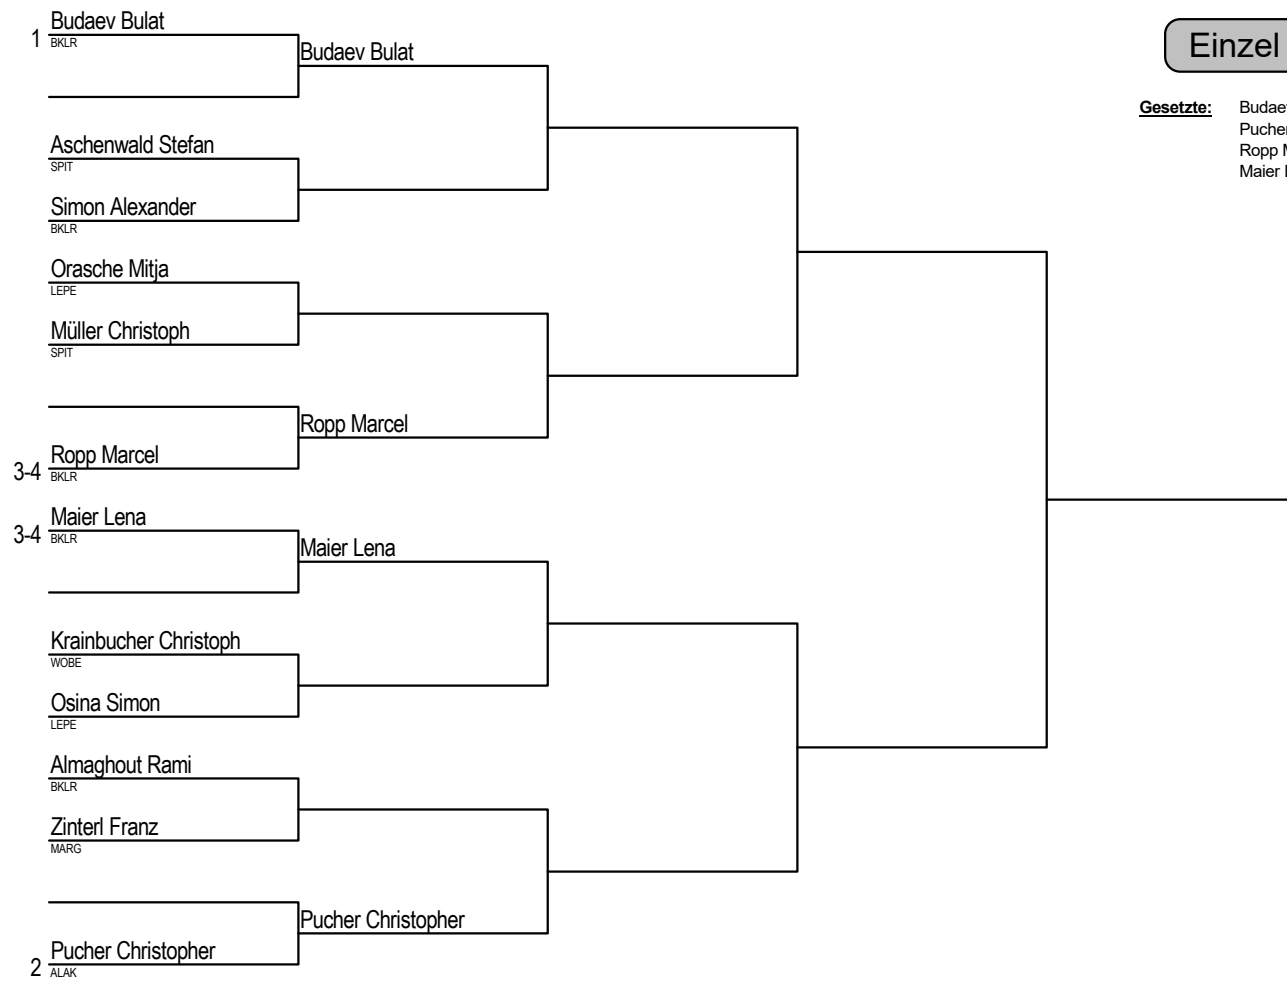 Budaev Bulat
1
BKLR
Budaev Bulat
Einzel
Gesetzte:
Aschenwald Stefan
SPIT
Simon Alexander
BKLR
Orasche Mitja
LEPE
Müller Christoph
SPIT
Ropp Marcel
Ropp Marcel
3-4
BKLR
Maier Lena
3-4
BKLR
Maier Lena
Krainbucher Christoph
WOBE
Osina Simon
LEPE
Almaghout Rami
BKLR
Zinterl Franz
MARG
Pucher Christopher
Pucher Christopher
2
ALAK